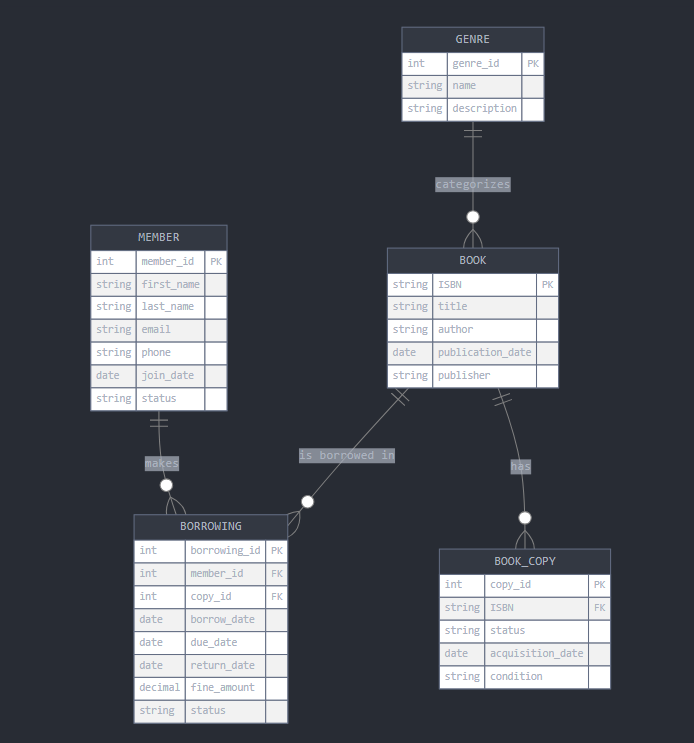 GENRE
int genre_id PK
string name
string description
categorizes
MEMBER
int member_id PK
string first_name
string last_name
string email
string phone
date join_date
string status
BOOK
string ISBN PK
string title
string author
date publication_date
string publisher
makes
is borrowed in
has
BORROWING
int borrowing_id PK
int member_id FK
int copy_id FK
date borrow_date
date due_date
date return_date
decimal fine_amount
string status
BOOK_COPY
int copy_id PK
string ISBN FK
string status
date acquisition_date
string condition